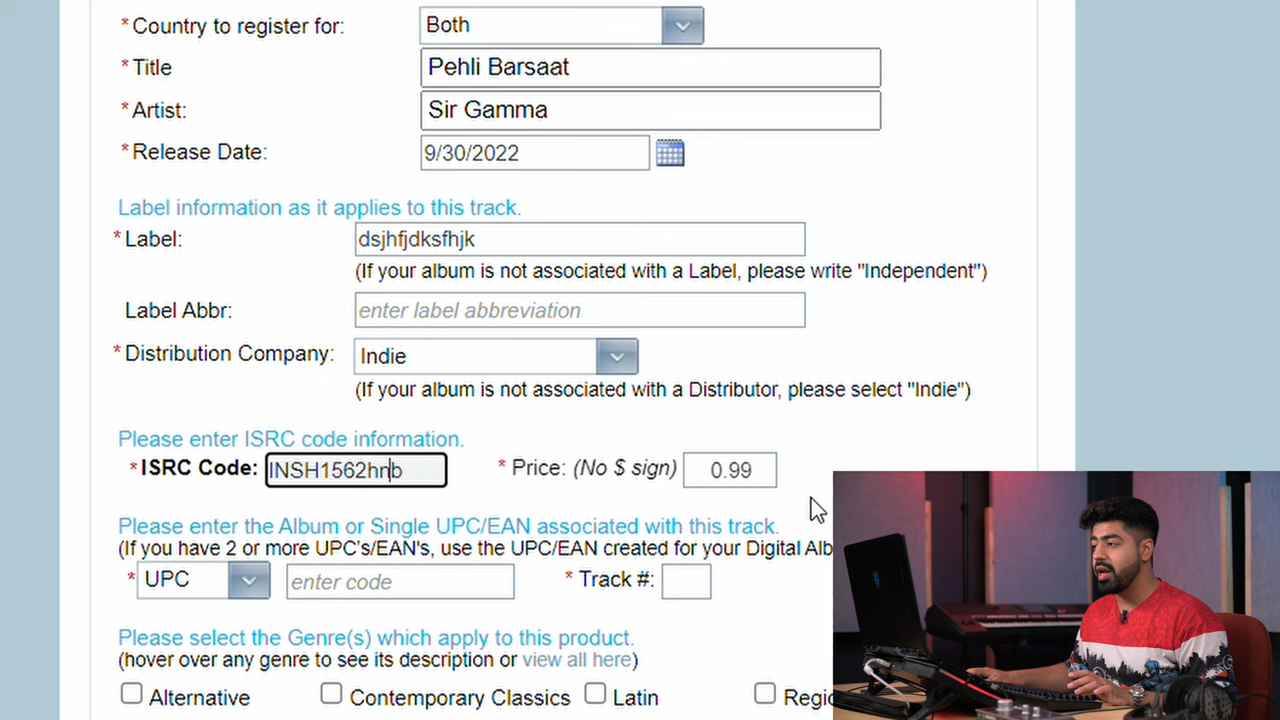 *Country to register for: Both
*Title Pehli Barsaat
*Artist: Sir Gamma
*Release Date: 9/30/2022
Label information as it applies to this track.
*Label: dsjhfjdksfhjk
(If your album is not associated with a Label, please write "Independent")
Label Abbr: enter label abbreviation
*Distribution Company: Indie
(If your album is not associated with a Distributor, please select "Indie")
Please enter ISRC code information.
*ISRC Code: INSH1562hnb *Price: (No $ sign) 0.99
Please enter the Album or Single UPC/EAN associated with this track.
(If you have 2 or more UPC's/EAN's, use the UPC/EAN created for your Digital Alb
*UPC enter code *Track #:
Please select the Genre(s) which apply to this product.
(hover over any genre to see its description or view all here)
Alternative Contemporary Classics Latin Regio